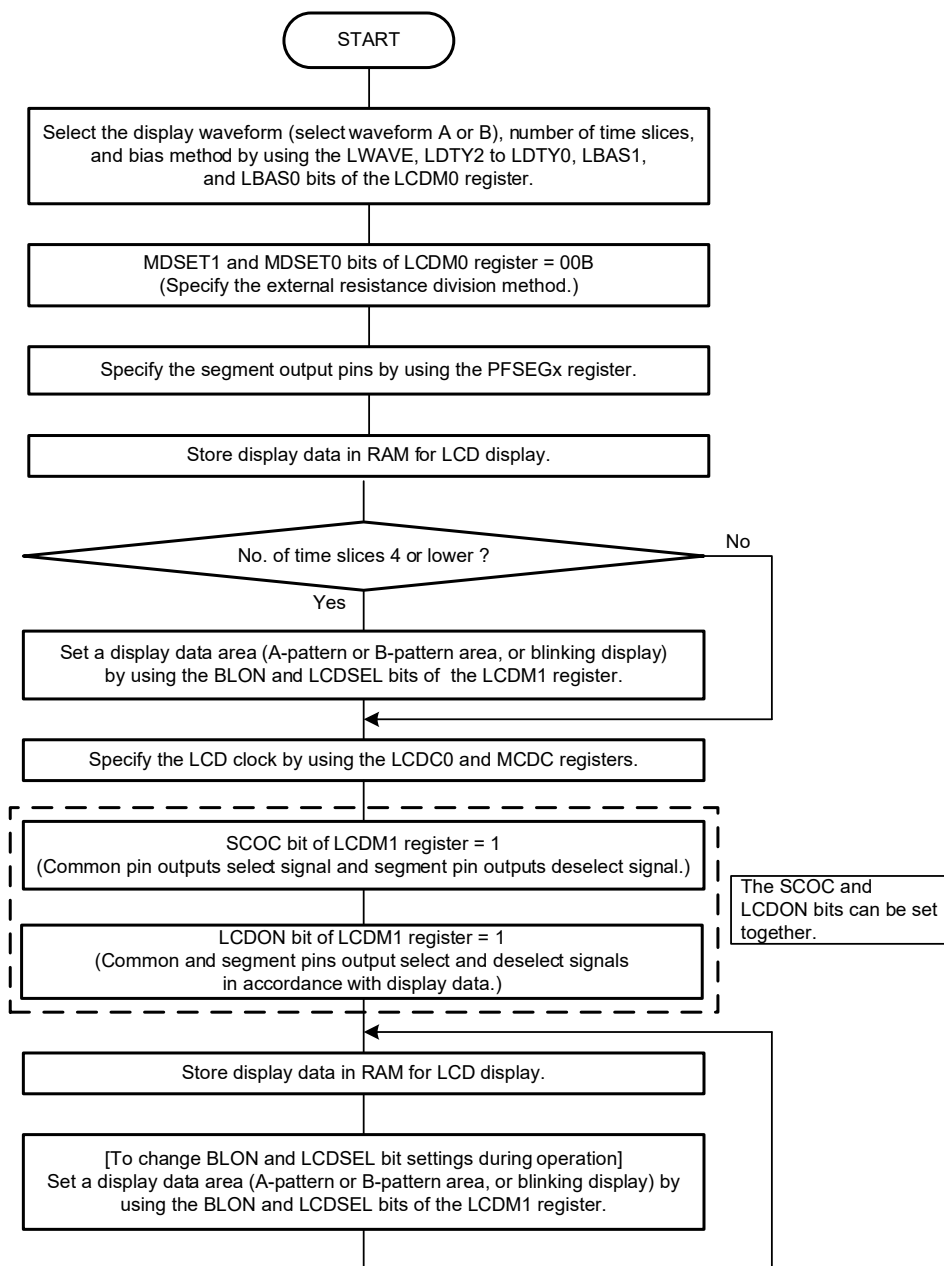 START
Select the display waveform (select waveform A or B), number of time slices,
and bias method by using the LWAVE, LDTY2 to LDTY0, LBAS1,
and LBAS0 bits of the LCDM0 register.
MDSET1 and MDSET0 bits of LCDM0 register = 00B
(Specify the external resistance division method.)
Specify the segment output pins by using the PFSEGx register.
Store display data in RAM for LCD display.
No. of time slices 4 or lower ?
No
Yes
Set a display data area (A-pattern or B-pattern area, or blinking display)
by using the BLON and LCDSEL bits of the LCDM1 register.
Specify the LCD clock by using the LCDC0 and MCDC registers.
SCOC bit of LCDM1 register = 1
(Common pin outputs select signal and segment pin outputs deselect signal.)
The SCOC and
LCDON bits can be set
together.
LCDON bit of LCDM1 register = 1
(Common and segment pins output select and deselect signals
in accordance with display data.)
Store display data in RAM for LCD display.
[To change BLON and LCDSEL bit settings during operation]
Set a display data area (A-pattern or B-pattern area, or blinking display) by
using the BLON and LCDSEL bits of the LCDM1 register.